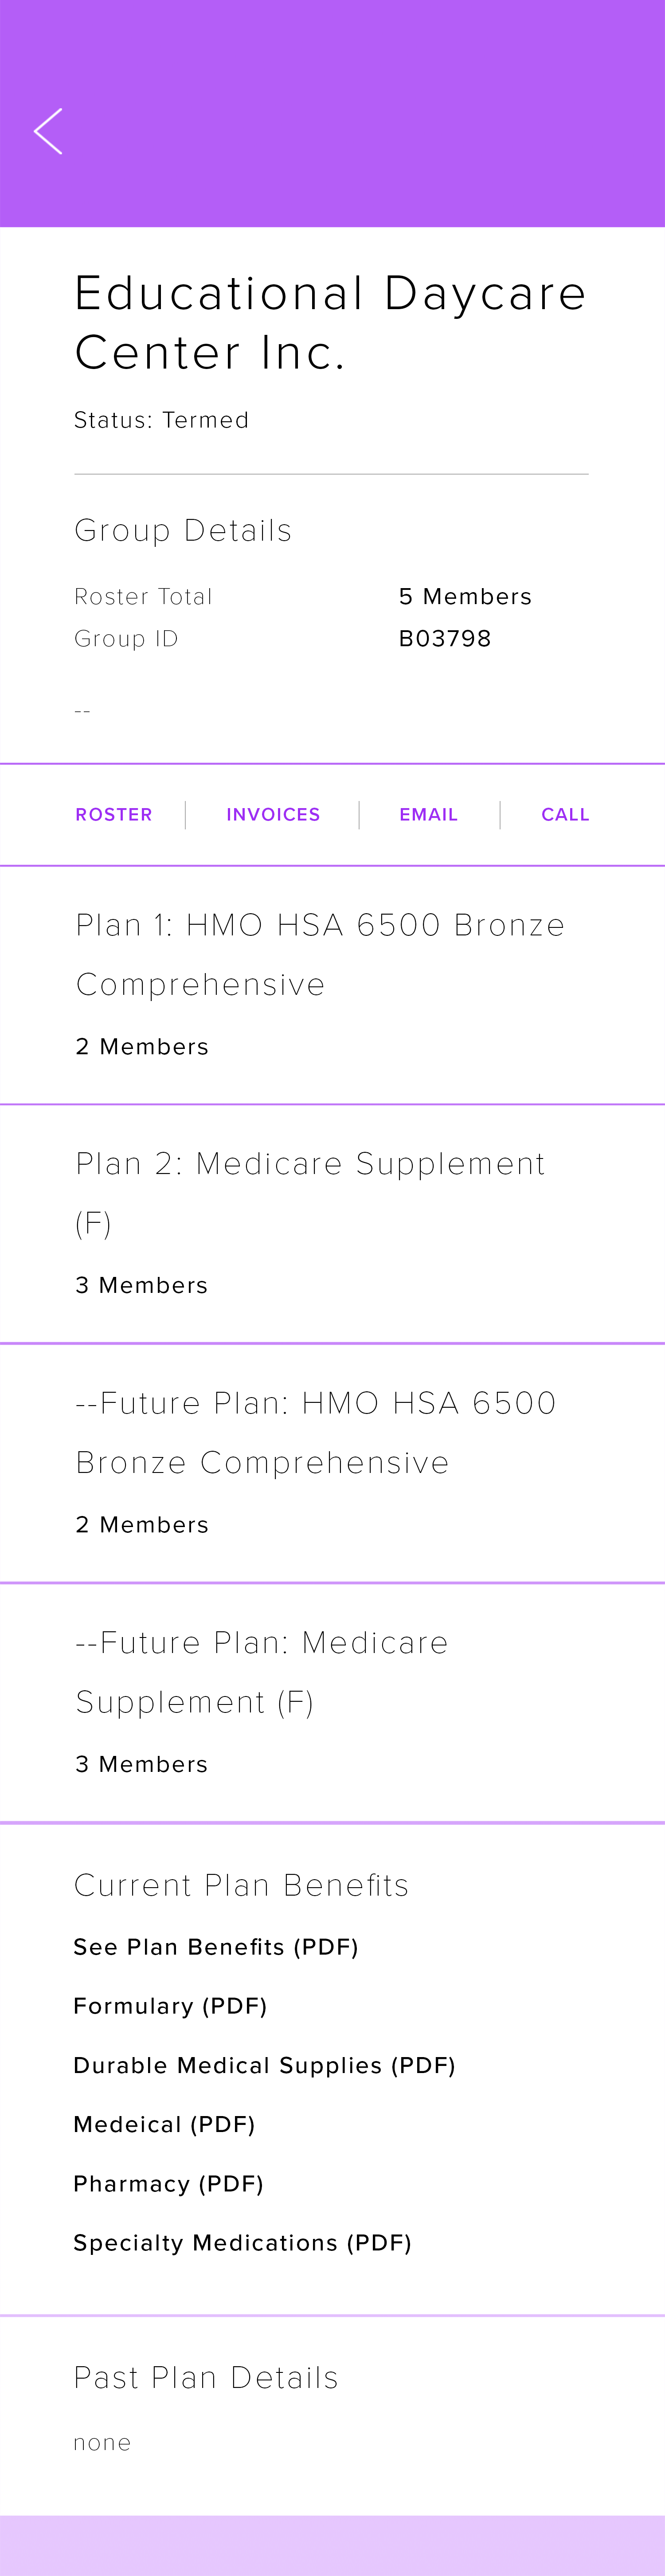 Educational Daycare
Center Inc.
Status: Termed
Group Details
Roster Total 5 Members
Group ID B03798
--
ROSTER INVOICES EMAIL CALL
Plan 1: HMO HSA 6500 Bronze
Comprehensive
2 Members
Plan 2: Medicare Supplement
(F)
3 Members
--Future Plan: HMO HSA 6500
Bronze Comprehensive
2 Members
--Future Plan: Medicare
Supplement (F)
3 Members
Current Plan Benefits
See Plan Benefits (PDF)
Formulary (PDF)
Durable Medical Supplies (PDF)
Medeical (PDF)
Pharmacy (PDF)
Specialty Medications (PDF)
Past Plan Details
none